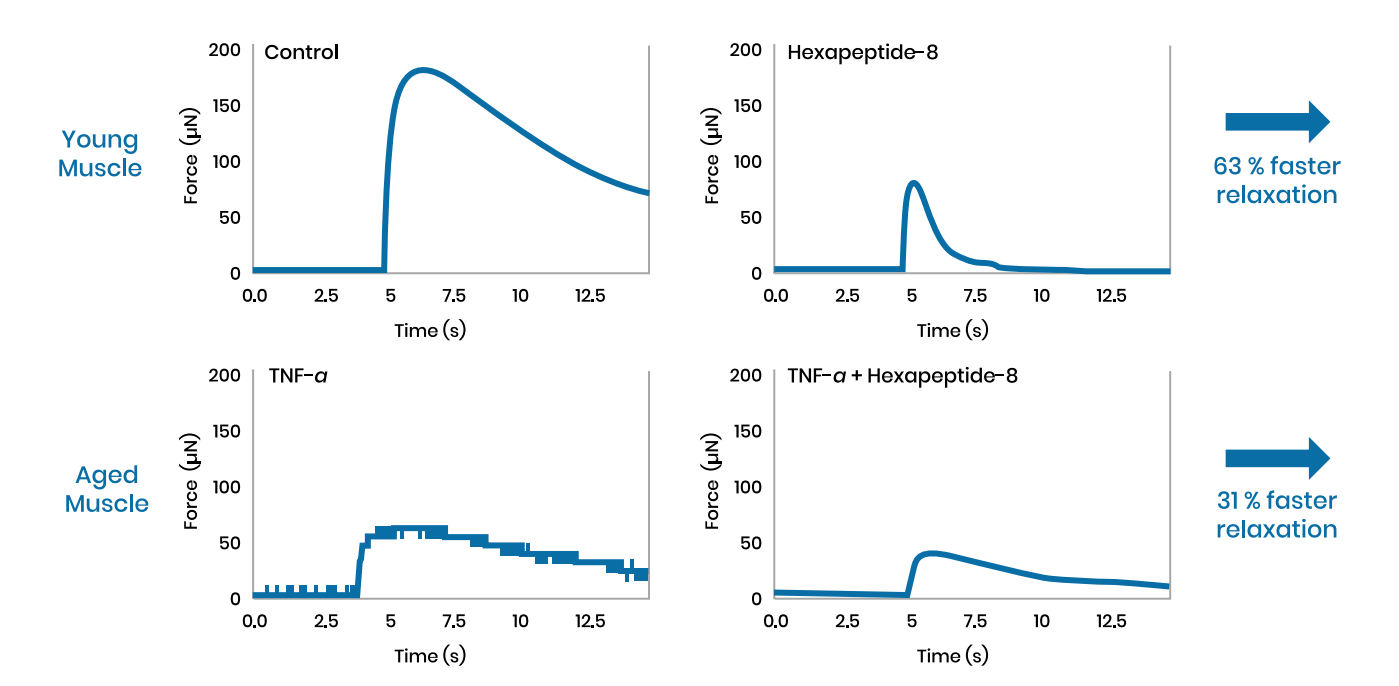 Control
Hexapeptide-8
Young
Muscle
Force (µN)
200
150
100
50
0
0.0 2.5 5 7.5 10 12.5
Time (s)
Force (µN)
200
150
100
50
0
0.0 2.5 5 7.5 10 12.5
Time (s)
63 % faster
relaxation
TNF-α
TNF-α + Hexapeptide-8
Aged
Muscle
Force (µN)
200
150
100
50
0
0.0 2.5 5 7.5 10 12.5
Time (s)
Force (µN)
200
150
100
50
0
0.0 2.5 5 7.5 10 12.5
Time (s)
31 % faster
relaxation